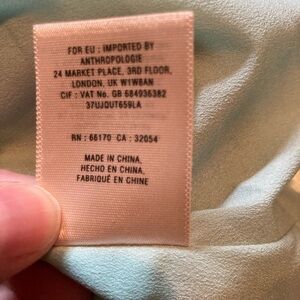 FOR EU : IMPORTED BY
ANTHROPOLOGIE
24 MARKET PLACE, 3RD FLOOR,
LONDON, UK W1W8AN
CIF : VAT No. GB 684936382
37UJQUT659LA
RN : 66170 CA : 32054
MADE IN CHINA,
HECHO EN CHINA,
FABRIQUÉ EN CHINE